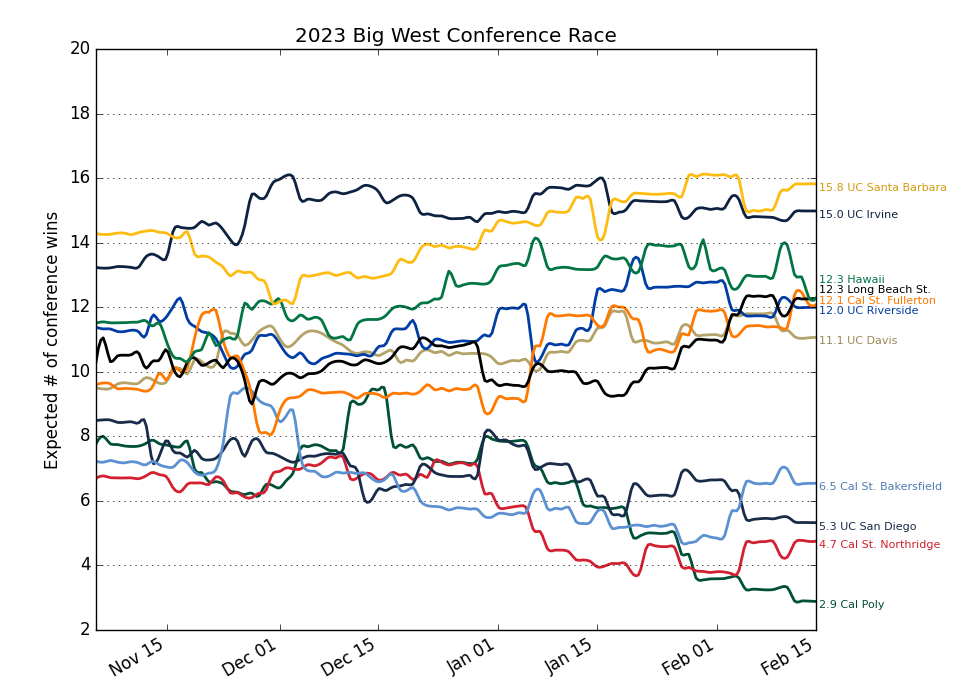 2023 Big West Conference Race
Expected # of conference wins
20
18
16
14
12
10
8
6
4
2
15.8 UC Santa Barbara
15.0 UC Irvine
12.3 Hawaii
12.3 Long Beach St.
12.1 Cal St. Fullerton
12.0 UC Riverside
11.1 UC Davis
6.5 Cal St. Bakersfield
5.3 UC San Diego
4.7 Cal St. Northridge
2.9 Cal Poly
Nov 15
Dec 01
Dec 15
Jan 01
Jan 15
Feb 01
Feb 15